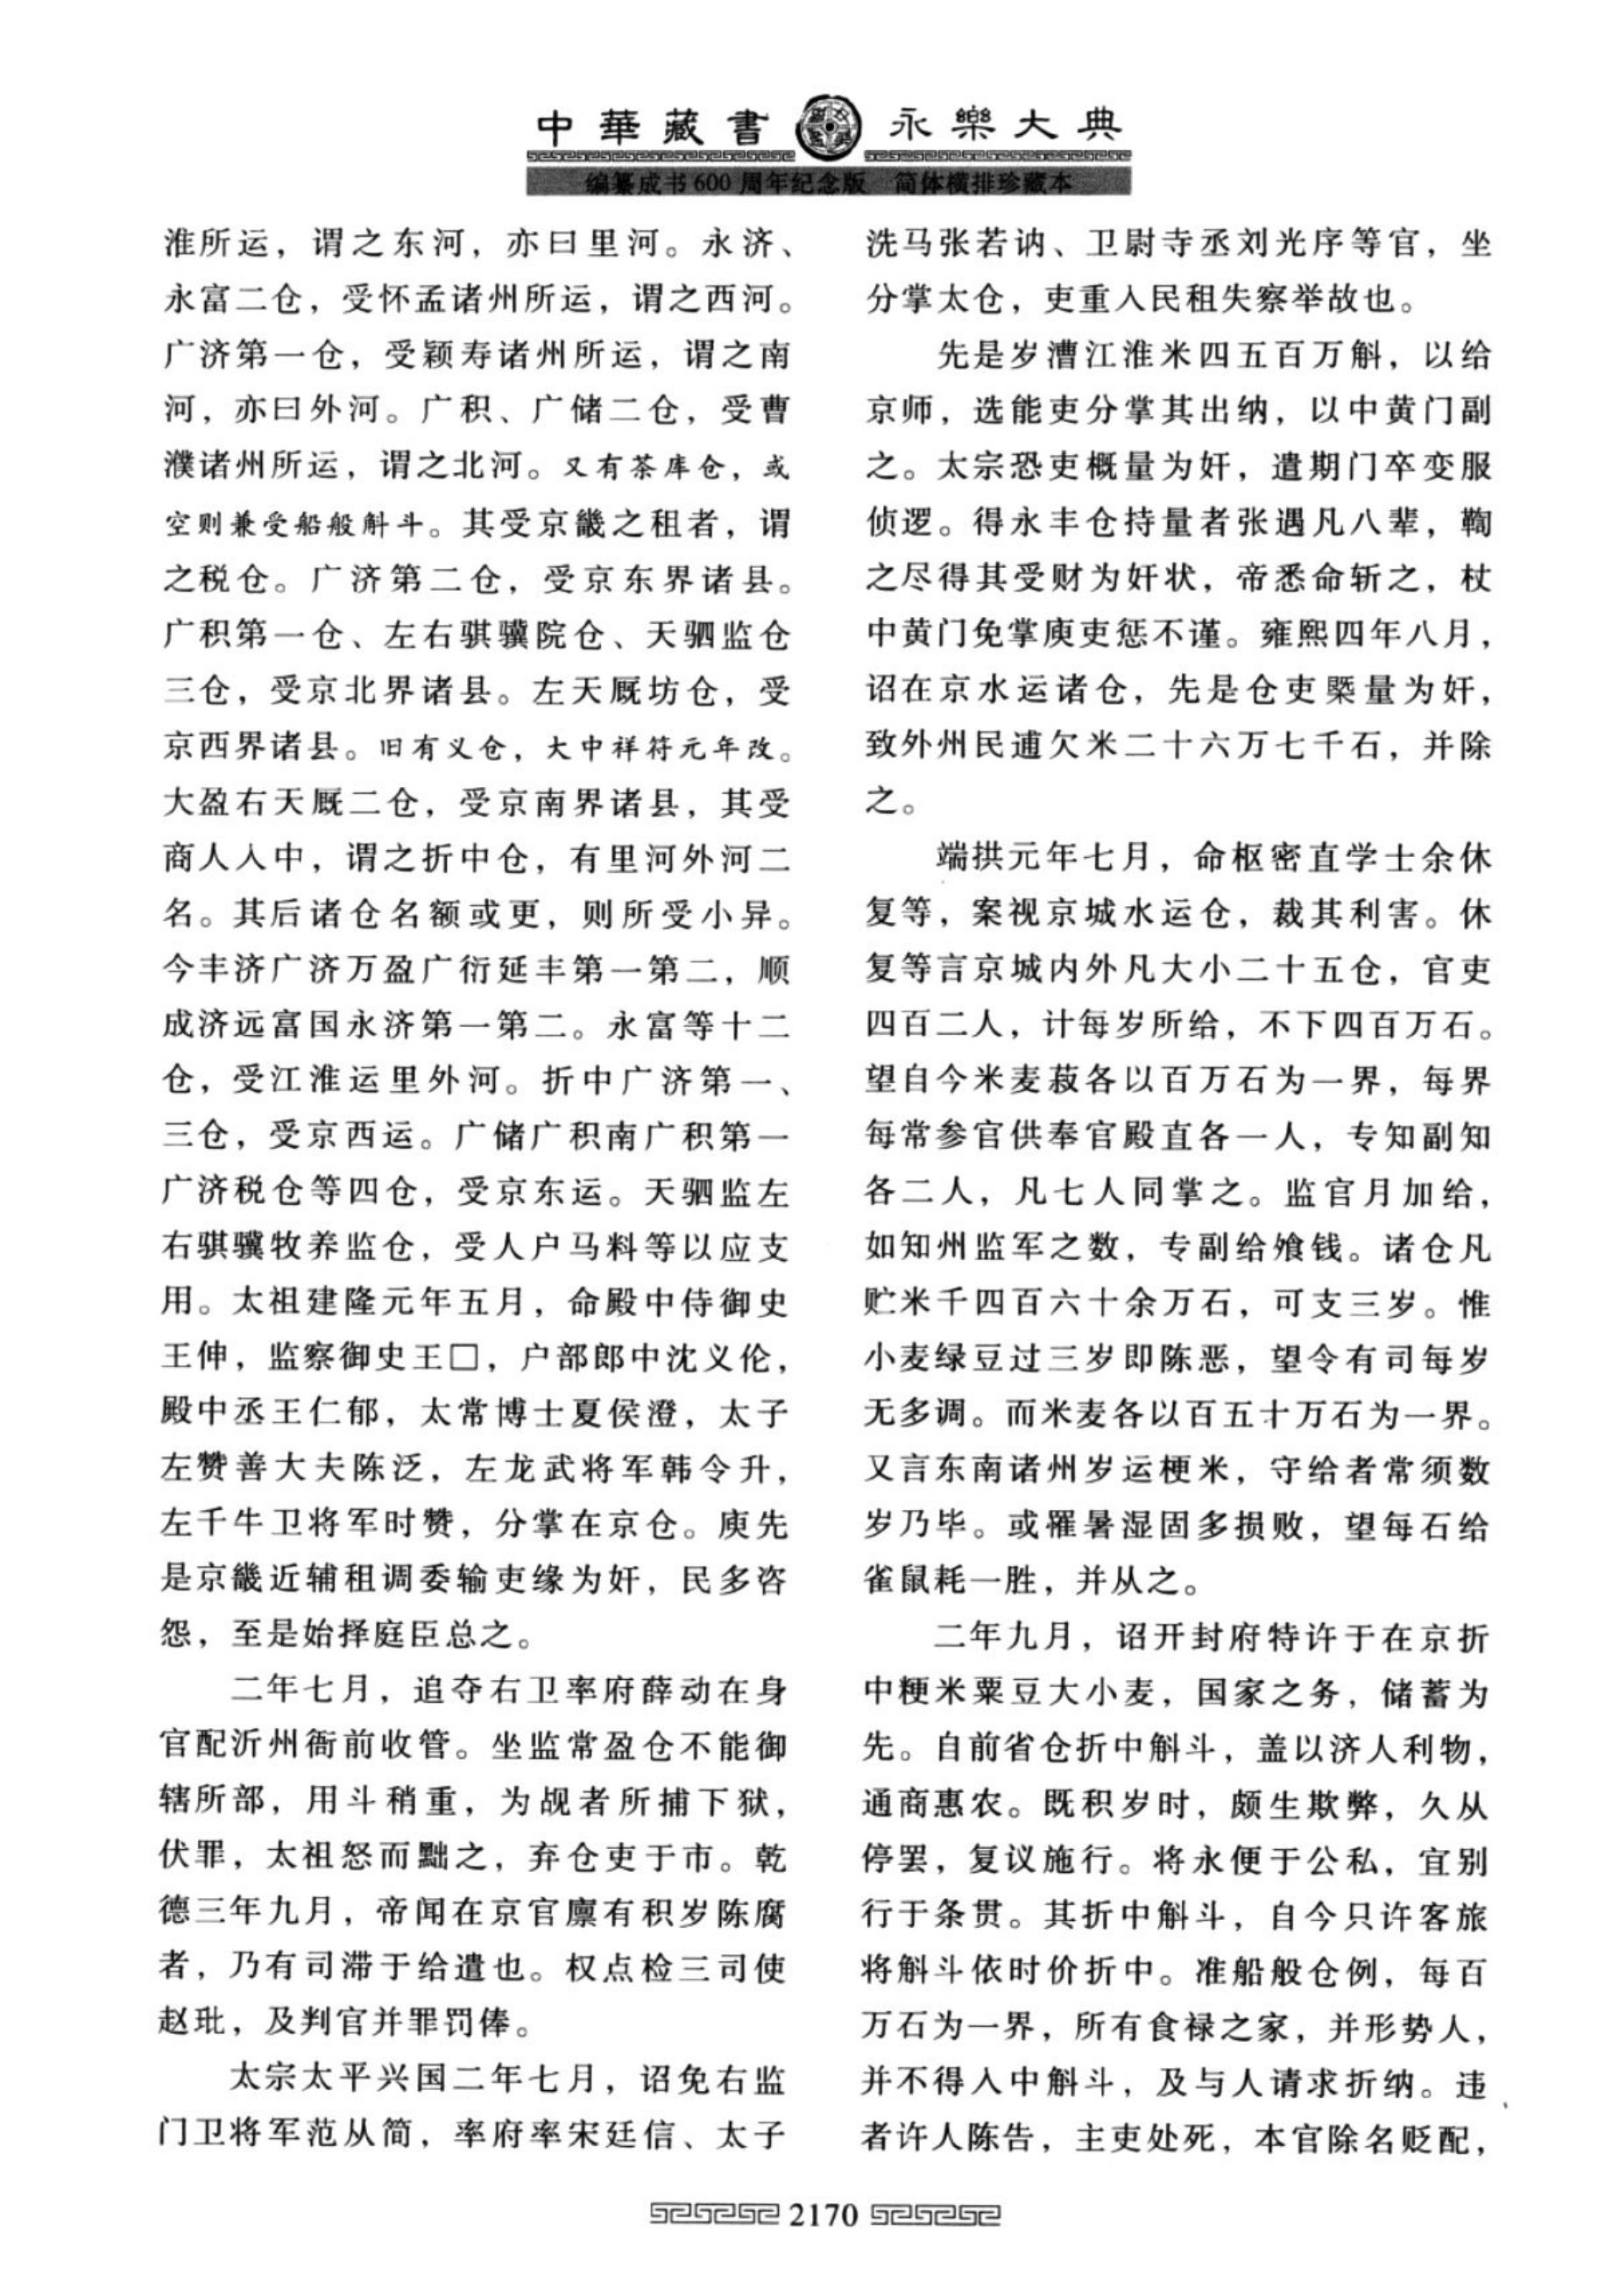 中華藏書 永樂大典
编纂成书600周年纪念版 简体横排珍藏本
淮所运，谓之东河，亦曰里河。永济、
永富二仓，受怀孟诸州所运，谓之西河。
广济第一仓，受颍寿诸州所运，谓之南
河，亦曰外河。广积、广储二仓，受曹
濮诸州所运，谓之北河。又有茶库仓，或
空则兼受船般斛斗。其受京畿之租者，谓
之税仓。广济第二仓，受京东界诸县。
广积第一仓、左右骐骥院仓、天驷监仓
三仓，受京北界诸县。左天厩坊仓，受
京西界诸县。旧有义仓，大中祥符元年改。
大盈右天厩二仓，受京南界诸县，其受
商人入中，谓之折中仓，有里河外河二
名。其后诸仓名额或更，则所受小异。
今丰济广济万盈广衍延丰第一第二，顺
成济远富国永济第一第二。永富等十二
仓，受江淮运里外河。折中广济第一、
三仓，受京西运。广储广积南广积第一
广济税仓等四仓，受京东运。天驷监左
右骐骥牧养监仓，受人户马料等以应支
用。太祖建隆元年五月，命殿中侍御史
王伸，监察御史王□，户部郎中沈义伦，
殿中丞王仁郁，太常博士夏侯澄，太子
左赞善大夫陈泛，左龙武将军韩令升，
左千牛卫将军时赞，分掌在京仓。庾先
是京畿近辅租调委输吏缘为奸，民多咨
怨，至是始择庭臣总之。
二年七月，追夺右卫率府薛动在身
官配沂州衙前收管。坐监常盈仓不能御
辖所部，用斗稍重，为觇者所捕下狱，
伏罪，太祖怒而黜之，弃仓吏于市。乾
德三年九月，帝闻在京官廪有积岁陈腐
者，乃有司滞于给遣也。权点检三司使
赵玭，及判官并罪罚俸。
太宗太平兴国二年七月，诏免右监
门卫将军范从简，率府率宋廷信、太子
洗马张若讷、卫尉寺丞刘光序等官，坐
分掌太仓，吏重入民租失察举故也。
先是岁漕江淮米四五百万斛，以给
京师，选能吏分掌其出纳，以中黄门副
之。太宗恐吏概量为奸，遣期门卒变服
侦逻。得永丰仓持量者张遇凡八辈，鞫
之尽得其受财为奸状，帝悉命斩之，杖
中黄门免掌庾吏惩不谨。雍熙四年八月，
诏在京水运诸仓，先是仓吏槩量为奸，
致外州民逋欠米二十六万七千石，并除
之。
端拱元年七月，命枢密直学士余休
复等，案视京城水运仓，裁其利害。休
复等言京城内外凡大小二十五仓，官吏
四百二人，计每岁所给，不下四百万石。
望自今米麦菽各以百万石为一界，每界
每常参官供奉官殿直各一人，专知副知
各二人，凡七人同掌之。监官月加给，
如知州监军之数，专副给飧钱。诸仓凡
贮米千四百六十余万石，可支三岁。惟
小麦绿豆过三岁即陈恶，望令有司每岁
无多调。而米麦各以百五十万石为一界。
又言东南诸州岁运梗米，守给者常须数
岁乃毕。或罹暑湿固多损败，望每石给
雀鼠耗一胜，并从之。
二年九月，诏开封府特许于在京折
中粳米粟豆大小麦，国家之务，储蓄为
先。自前省仓折中斛斗，盖以济人利物，
通商惠农。既积岁时，颇生欺弊，久从
停罢，复议施行。将永便于公私，宜别
行于条贯。其折中斛斗，自今只许客旅
将斛斗依时价折中。准船般仓例，每百
万石为一界，所有食禄之家，并形势人，
并不得入中斛斗，及与人请求折纳。违
者许人陈告，主吏处死，本官除名贬配，
2170